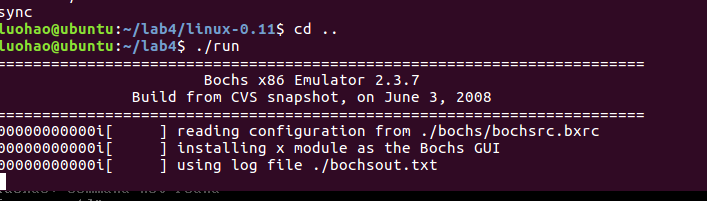 sync
luohao@ubuntu:~/lab4/linux-0.11$ cd ..
luohao@ubuntu:~/lab4$ ./run
========================================================================
Bochs x86 Emulator 2.3.7
Build from CVS snapshot, on June 3, 2008
========================================================================
00000000000i[     ] reading configuration from ./bochs/bochsrc.bxrc
00000000000i[     ] installing x module as the Bochs GUI
00000000000i[     ] using log file ./bochsout.txt